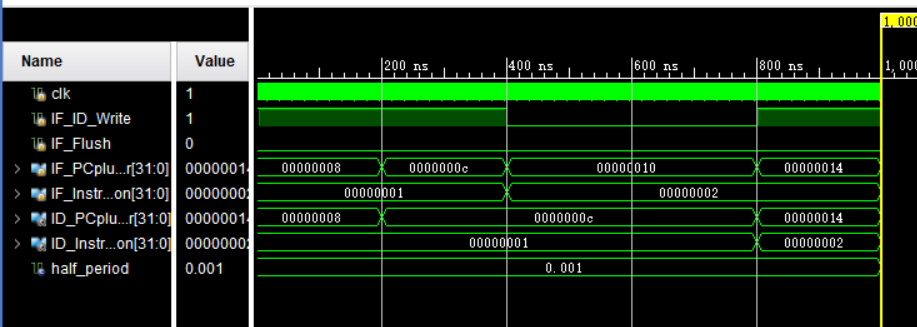 1,000
Name Value 200 ns 400 ns 600 ns 800 ns 1,00
clk 1
IF_ID_Write 1
IF_Flush 0
IF_PCplu...r[31:0] 00000014 00000008 0000000c 00000010 00000014
IF_Instr...on[31:0] 00000002 00000001 00000002
ID_PCplu...r[31:0] 00000014 00000008 0000000c 00000014
ID_Instr...on[31:0] 00000002 00000001 00000002
half_period 0.001 0.001